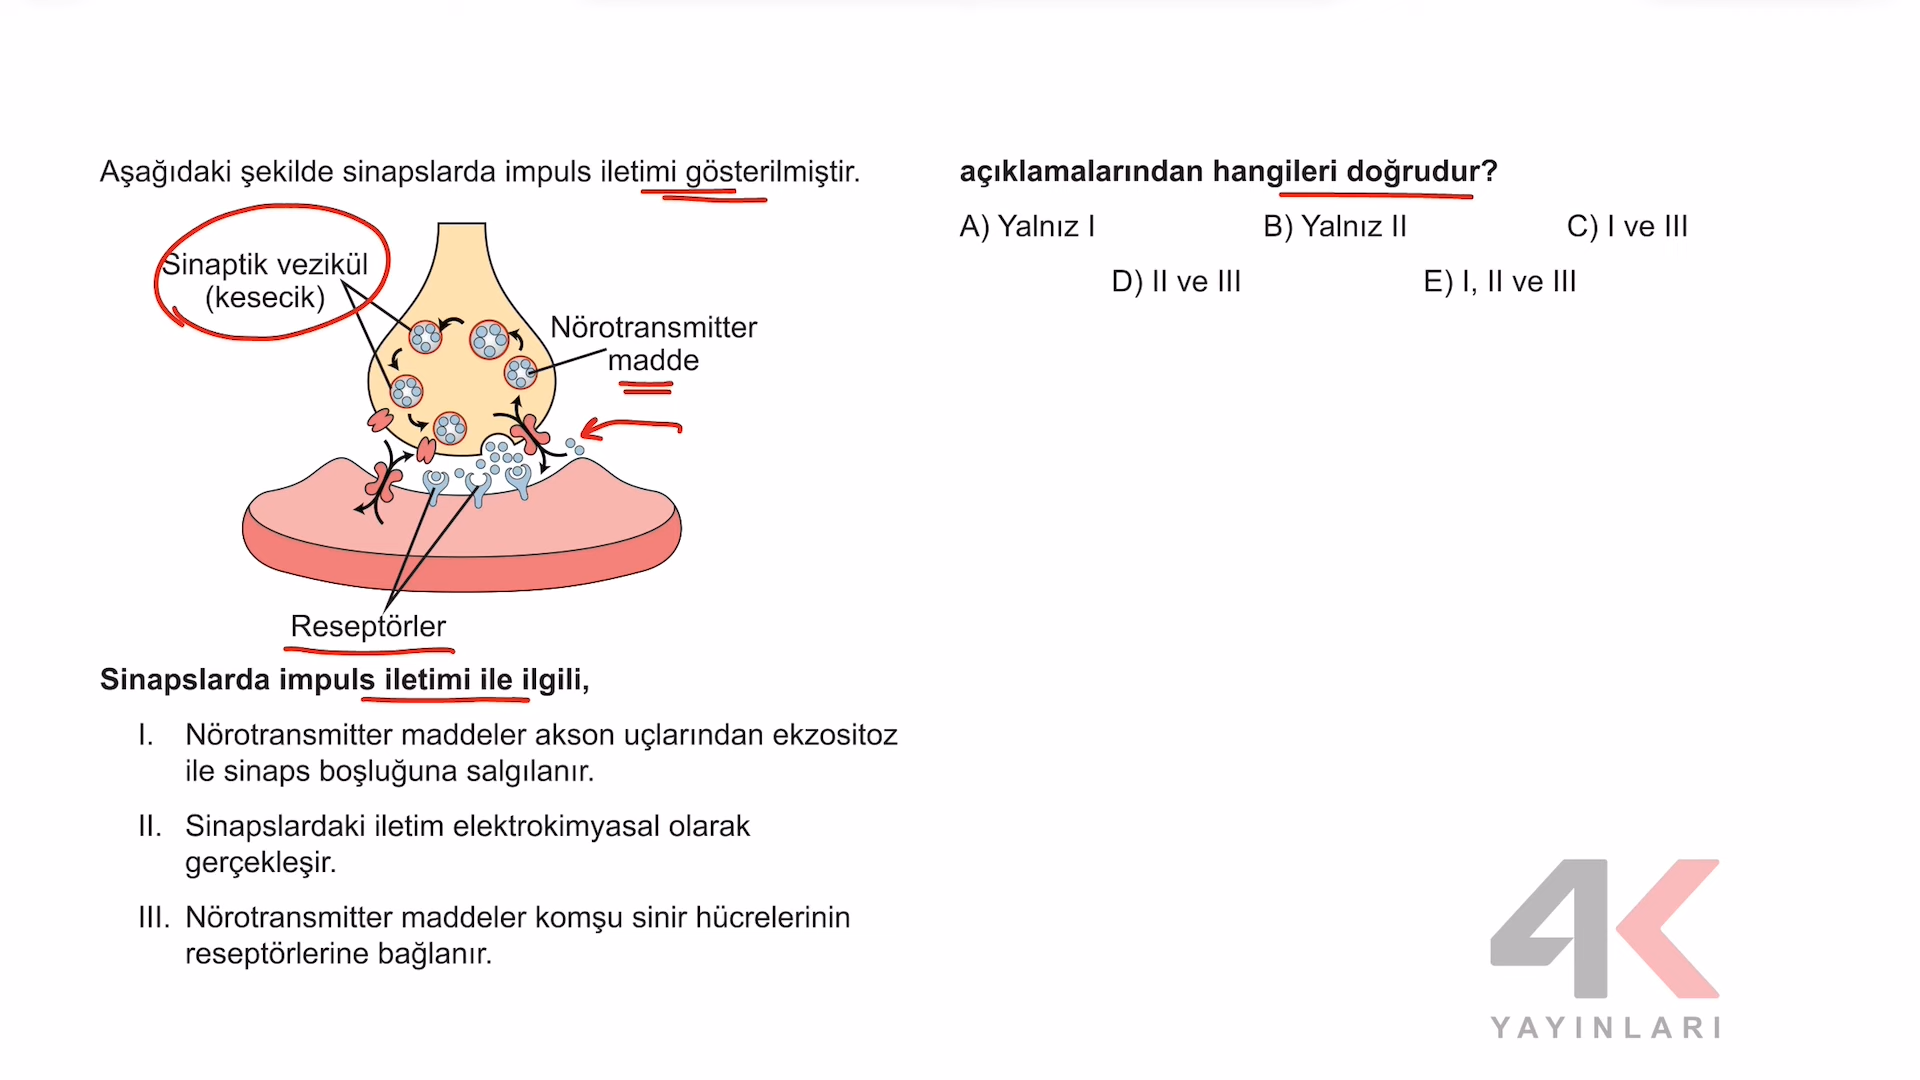 Aşağıdaki şekilde sinapslarda impuls iletimi gösterilmiştir.
Sinaptik vezikül
(kesecik)
Nörotransmitter
madde
Reseptörler
Sinapslarda impuls iletimi ile ilgili,
I. Nörotransmitter maddeler akson uçlarından ekzositoz
ile sinaps boşluğuna salgılanır.
II. Sinapslardaki iletim elektrokimyasal olarak
gerçekleşir.
III. Nörotransmitter maddeler komşu sinir hücrelerinin
reseptörlerine bağlanır.
açıklamalarından hangileri doğrudur?
A) Yalnız I B) Yalnız II C) I ve III
D) II ve III E) I, II ve III
4K
YAYINLARI